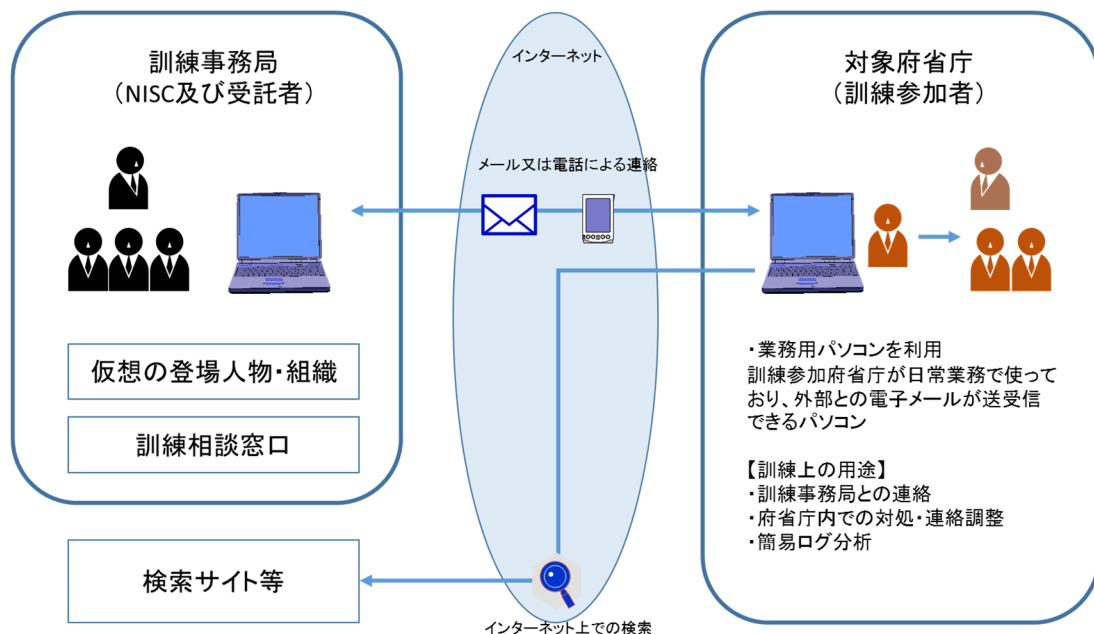 訓練事務局
（NISC及び受託者）
仮想の登場人物・組織
訓練相談窓口
検索サイト等
インターネット
メール又は電話による連絡
インターネット上での検索
対象府省庁
（訓練参加者）
・業務用パソコンを利用
訓練参加府省庁が日常業務で使って
おり、外部との電子メールが送受信
できるパソコン
【訓練上の用途】
・訓練事務局との連絡
・府省庁内での対処・連絡調整
・簡易ログ分析